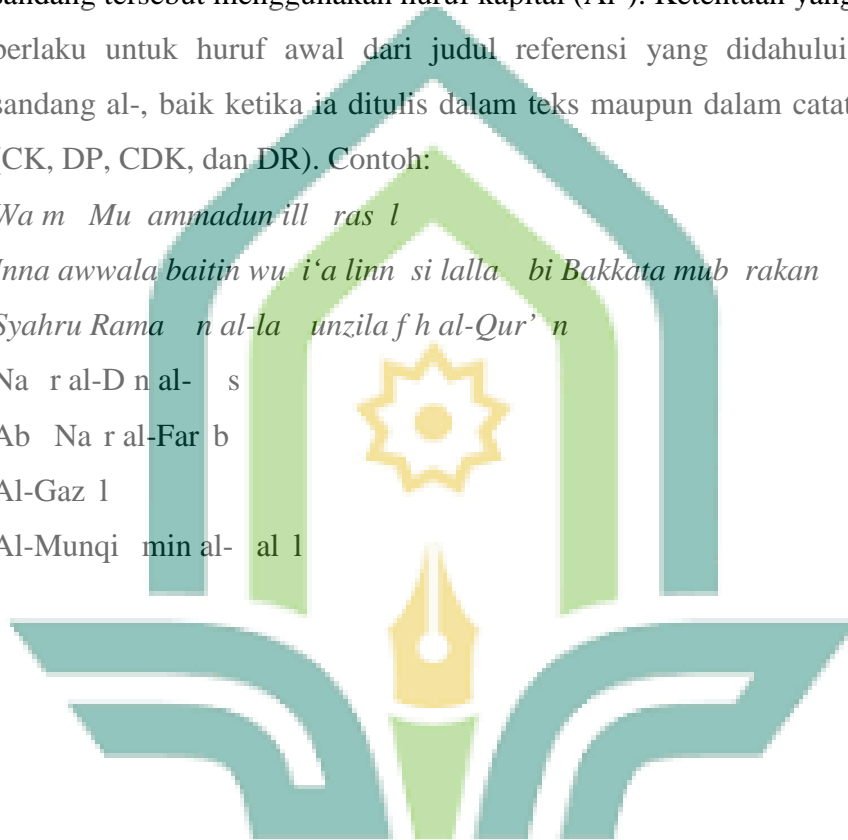 sandang tersebut menggunakan huruf kapital (Al-). Ketentuan yang
berlaku untuk huruf awal dari judul referensi yang didahului
sandang al-, baik ketika ia ditulis dalam teks maupun dalam catat
(CK, DP, CDK, dan DR). Contoh:
Wa m Mu ammadun ill ras l
Inna awwala baitin wu i‘a linn si lalla bi Bakkata mub rakan
Syahru Rama n al-la unzila f h al-Qur’ n
Na r al-D n al- s
Ab Na r al-Far b
Al-Gaz l
Al-Munqi min al- al l